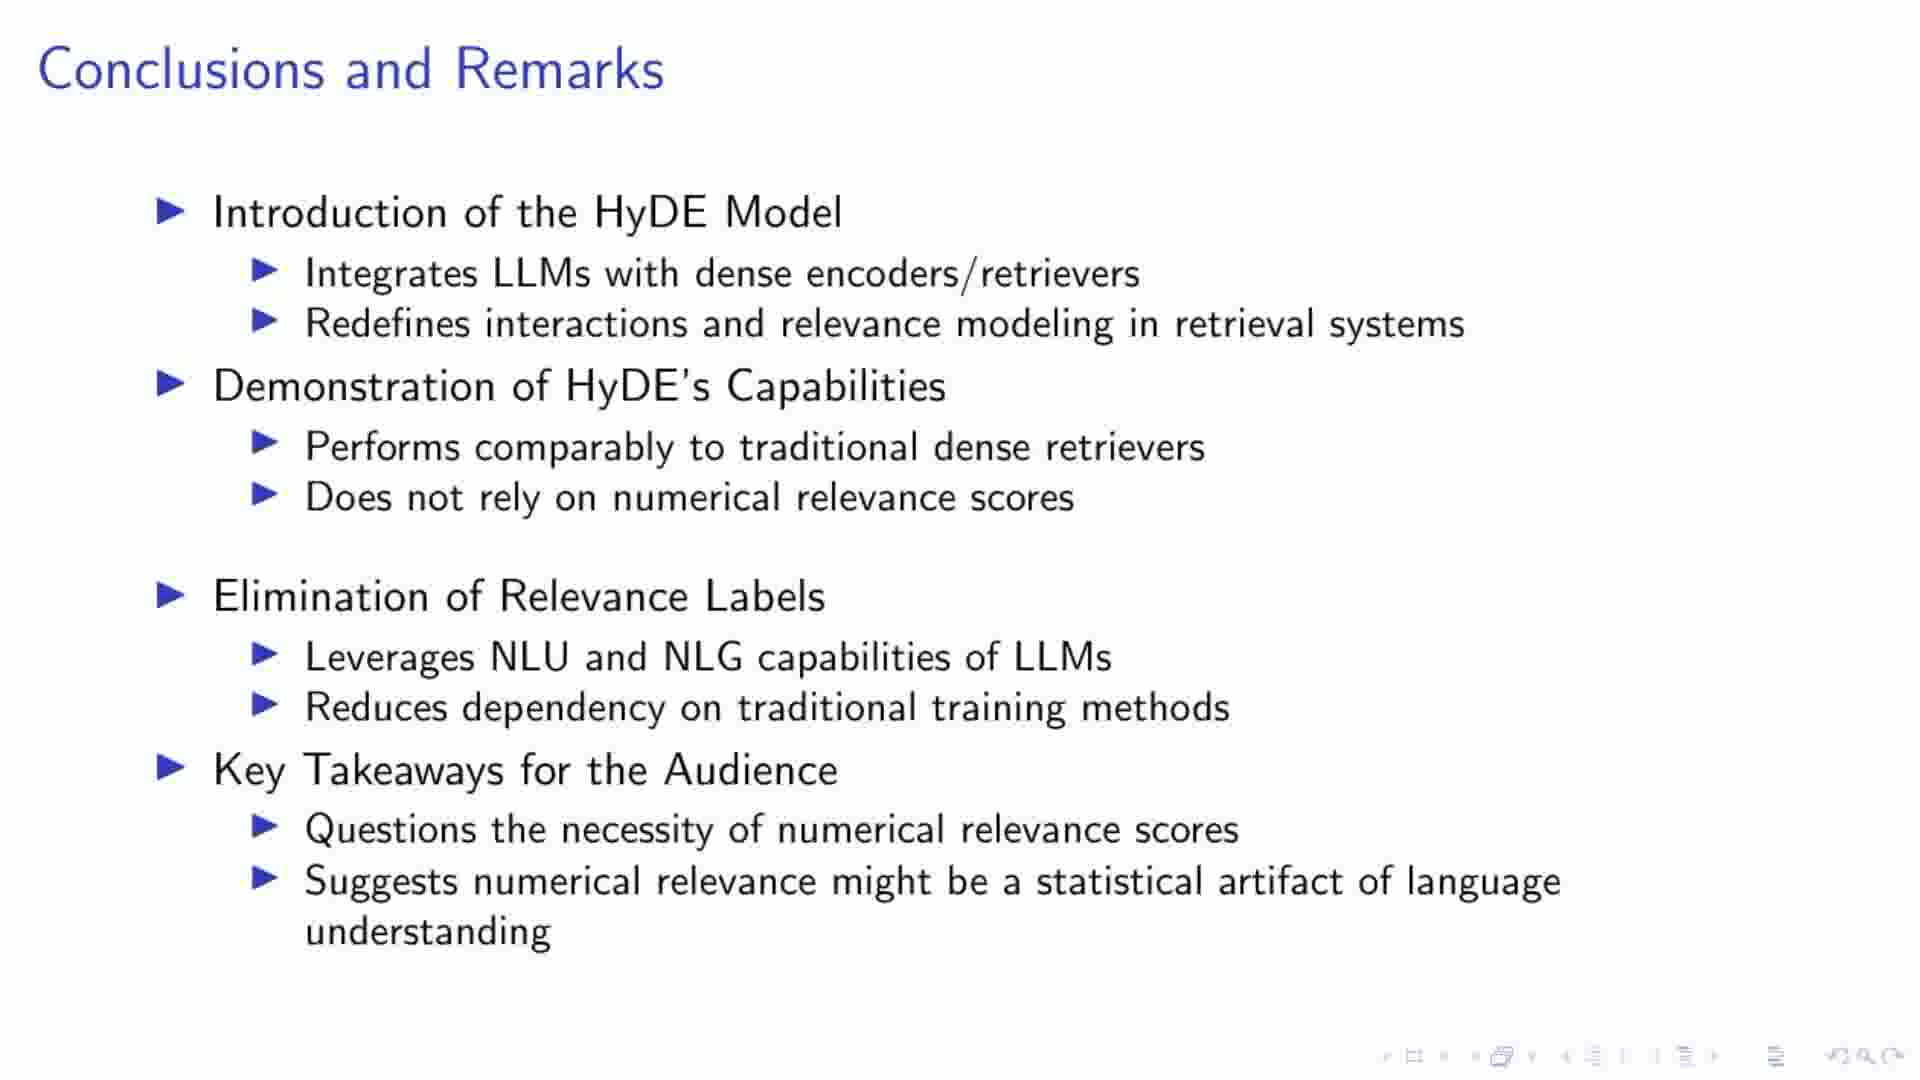 Conclusions and Remarks
Introduction of the HyDE Model
Integrates LLMs with dense encoders/retrievers
Redefines interactions and relevance modeling in retrieval systems
Demonstration of HyDE's Capabilities
Performs comparably to traditional dense retrievers
Does not rely on numerical relevance scores
Elimination of Relevance Labels
Leverages NLU and NLG capabilities of LLMs
Reduces dependency on traditional training methods
Key Takeaways for the Audience
Questions the necessity of numerical relevance scores
Suggests numerical relevance might be a statistical artifact of language
understanding